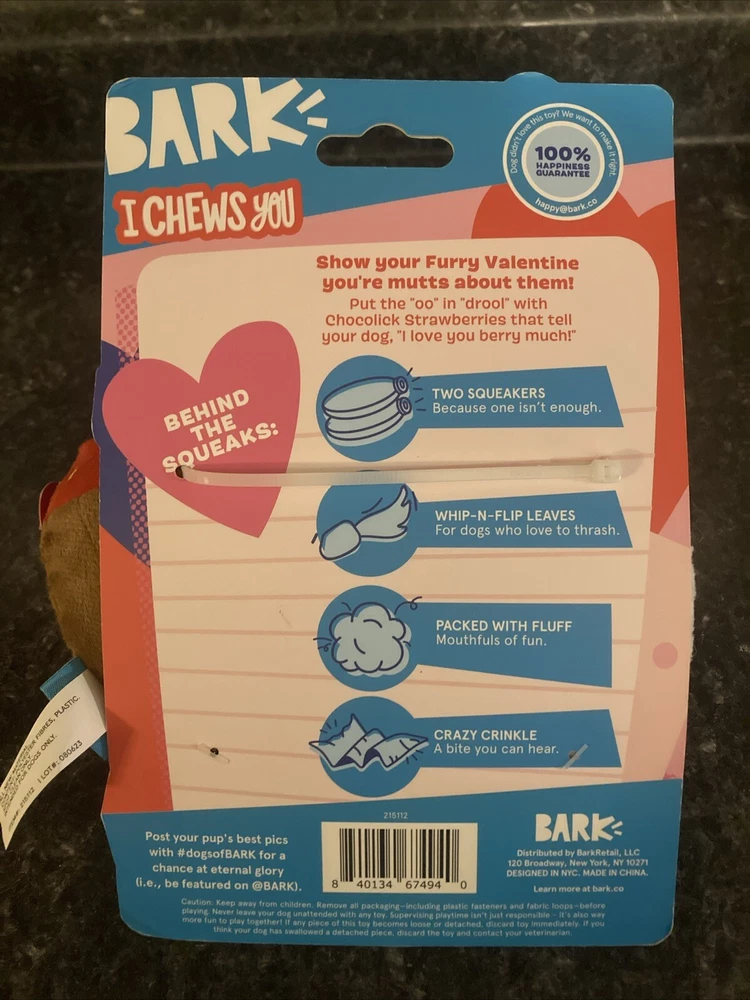 BARK
I CHEWS YOU
Dog didn't love this toy? We want to make it right.
100%
HAPPINESS
GUARANTEE
happy@bark.co
Show your Furry Valentine
you're mutts about them!
Put the "oo" in "drool" with
Chocolick Strawberries that tell
your dog, "I love you berry much!"
BEHIND
THE
SQUEAKS:
TWO SQUEAKERS
Because one isn't enough.
WHIP-N-FLIP LEAVES
For dogs who love to thrash.
PACKED WITH FLUFF
Mouthfuls of fun.
CRAZY CRINKLE
A bite you can hear.
FIBRES, PLASTIC.
FOR DOGS ONLY.
215112 | LOT#: 080623
Post your pup's best pics
with #dogsofBARK for a
chance at eternal glory
(i.e., be featured on @BARK).
215112
8 40134 67494 0
BARK
Distributed by BarkRetail, LLC
120 Broadway, New York, NY 10271
DESIGNED IN NYC. MADE IN CHINA.
Learn more at bark.co
Caution: Keep away from children. Remove all packaging—including plastic fasteners and fabric loops—before
playing. Never leave your dog unattended with any toy. Supervising playtime isn't just responsible – it's also way
more fun to play together! If any piece of this toy becomes loose or detached, discard toy immediately. If you
think your dog has swallowed a detached piece, discard the toy and contact your veterinarian.